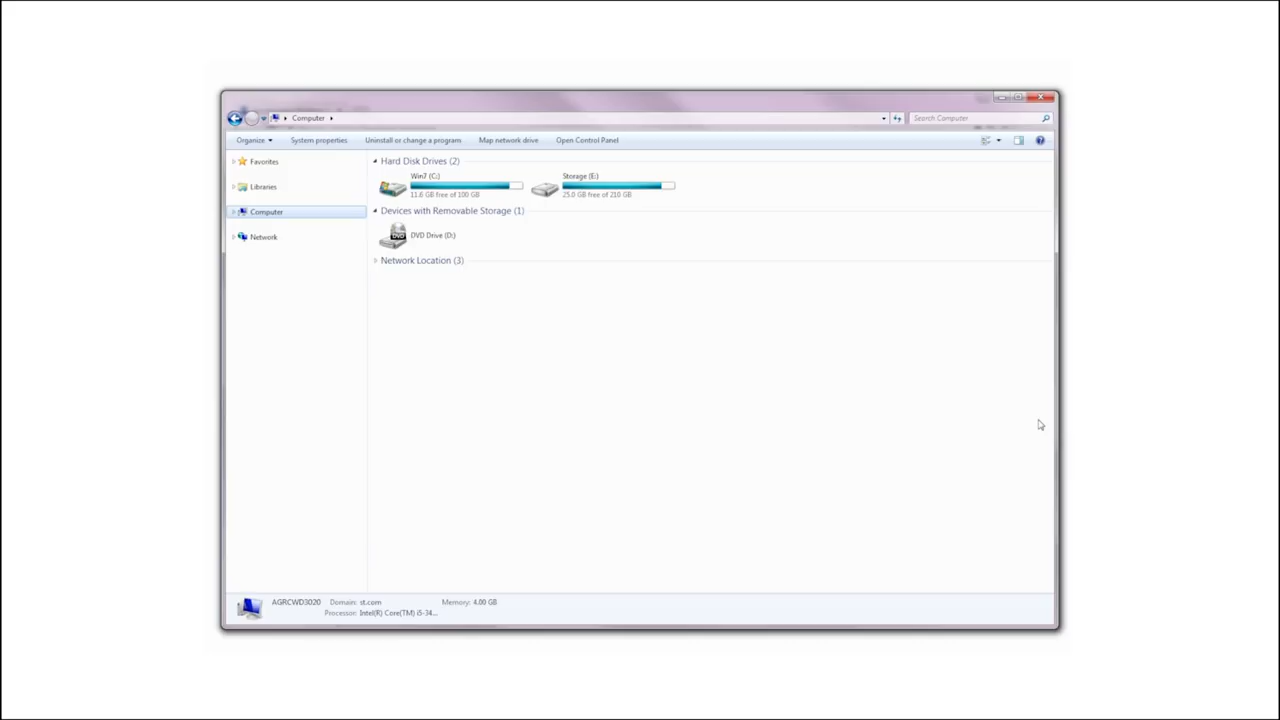 Computer
Search Computer
Organize System properties Uninstall or change a program Map network drive Open Control Panel
Favorites
Libraries
Computer
Network
Hard Disk Drives (2)
Win7 (C:)
11.6 GB free of 100 GB
Storage (E:)
25.0 GB free of 210 GB
Devices with Removable Storage (1)
DVD
DVD Drive (D:)
Network Location (3)
AGRCWD3020 Domain: st.com Memory: 4.00 GB
Processor: Intel(R) Core(TM) i5-34...